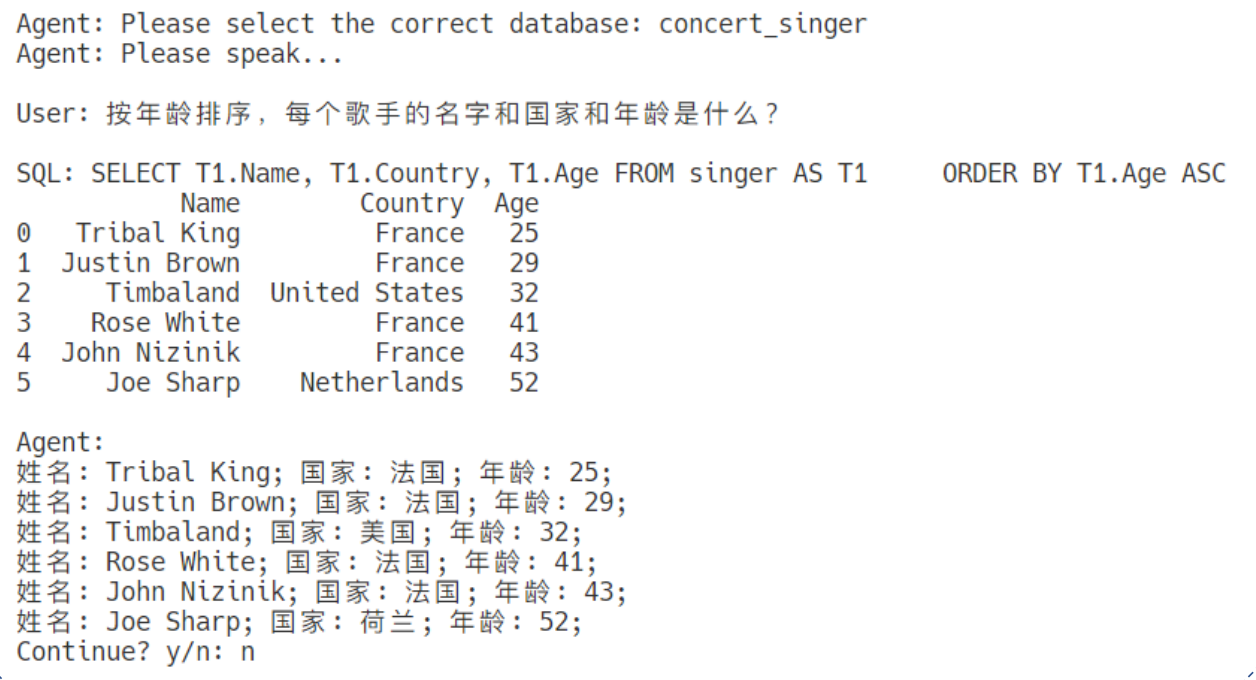 Agent: Please select the correct database: concert_singer
Agent: Please speak...
User: 按年龄排序，每个歌手的名字和国家和年龄是什么？
SQL: SELECT T1.Name, T1.Country, T1.Age FROM singer AS T1     ORDER BY T1.Age ASC
           Name        Country  Age
0   Tribal King         France   25
1  Justin Brown         France   29
2     Timbaland  United States   32
3    Rose White         France   41
4  John Nizinik         France   43
5     Joe Sharp    Netherlands   52
Agent:
姓名: Tribal King; 国家: 法国; 年龄: 25;
姓名: Justin Brown; 国家: 法国; 年龄: 29;
姓名: Timbaland; 国家: 美国; 年龄: 32;
姓名: Rose White; 国家: 法国; 年龄: 41;
姓名: John Nizinik; 国家: 法国; 年龄: 43;
姓名: Joe Sharp; 国家: 荷兰; 年龄: 52;
Continue? y/n: n